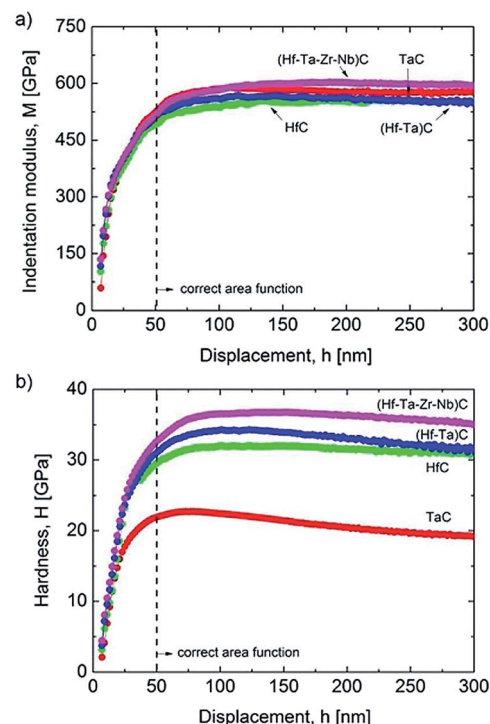 a)
750
600
450
300
150
0
Indentation modulus, M [GPa]
(Hf-Ta-Zr-Nb)C
TaC
HfC
(Hf-Ta)C
correct area function
0 50 100 150 200 250 300
Displacement, h [nm]
b)
40
30
20
10
0
Hardness, H [GPa]
(Hf-Ta-Zr-Nb)C
(Hf-Ta)C
HfC
TaC
correct area function
0 50 100 150 200 250 300
Displacement, h [nm]